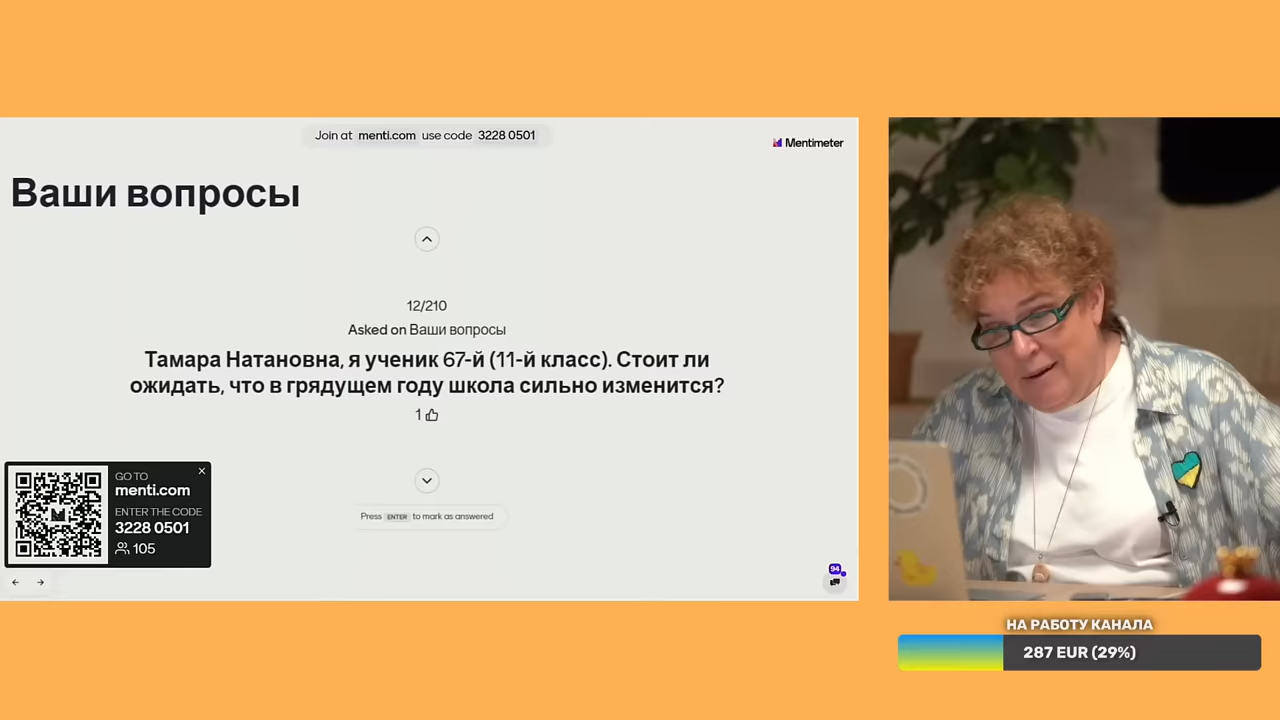 Join at menti.com use code 3228 0501
Mentimeter
Ваши вопросы
12/210
Asked on Ваши вопросы
Тамара Натановна, я ученик 67-й (11-й класс). Стоит ли
ожидать, что в грядущем году школа сильно изменится?
1
Press ENTER to mark as answered
GO TO
menti.com
ENTER THE CODE
3228 0501
105
94
НА РАБОТУ КАНАЛА
287 EUR (29%)